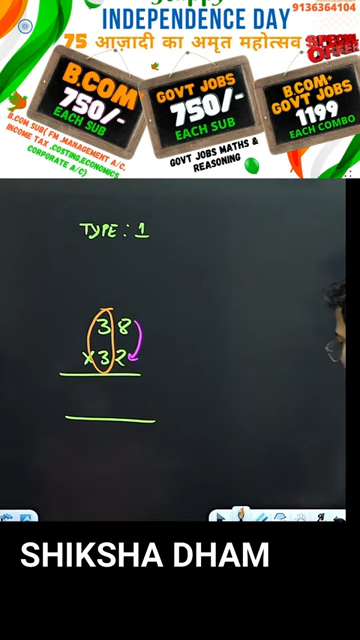 Happy
9136364104
INDEPENDENCE DAY
75 आज़ादी का अमृत महोत्सव
SPECIAL
OFFER
B.COM
750/-
EACH SUB
GOVT JOBS
750/-
EACH SUB
B.COM+
GOVT JOBS
1199
EACH COMBO
B.COM SUB( FM ,MANAGEMENT A/C,
INCOME TAX ,COSTING,ECONOMICS,
CORPORATE A/C)
GOVT JOBS MATHS &
REASONING
TYPE : 1
38
×32
SHIKSHA DHAM